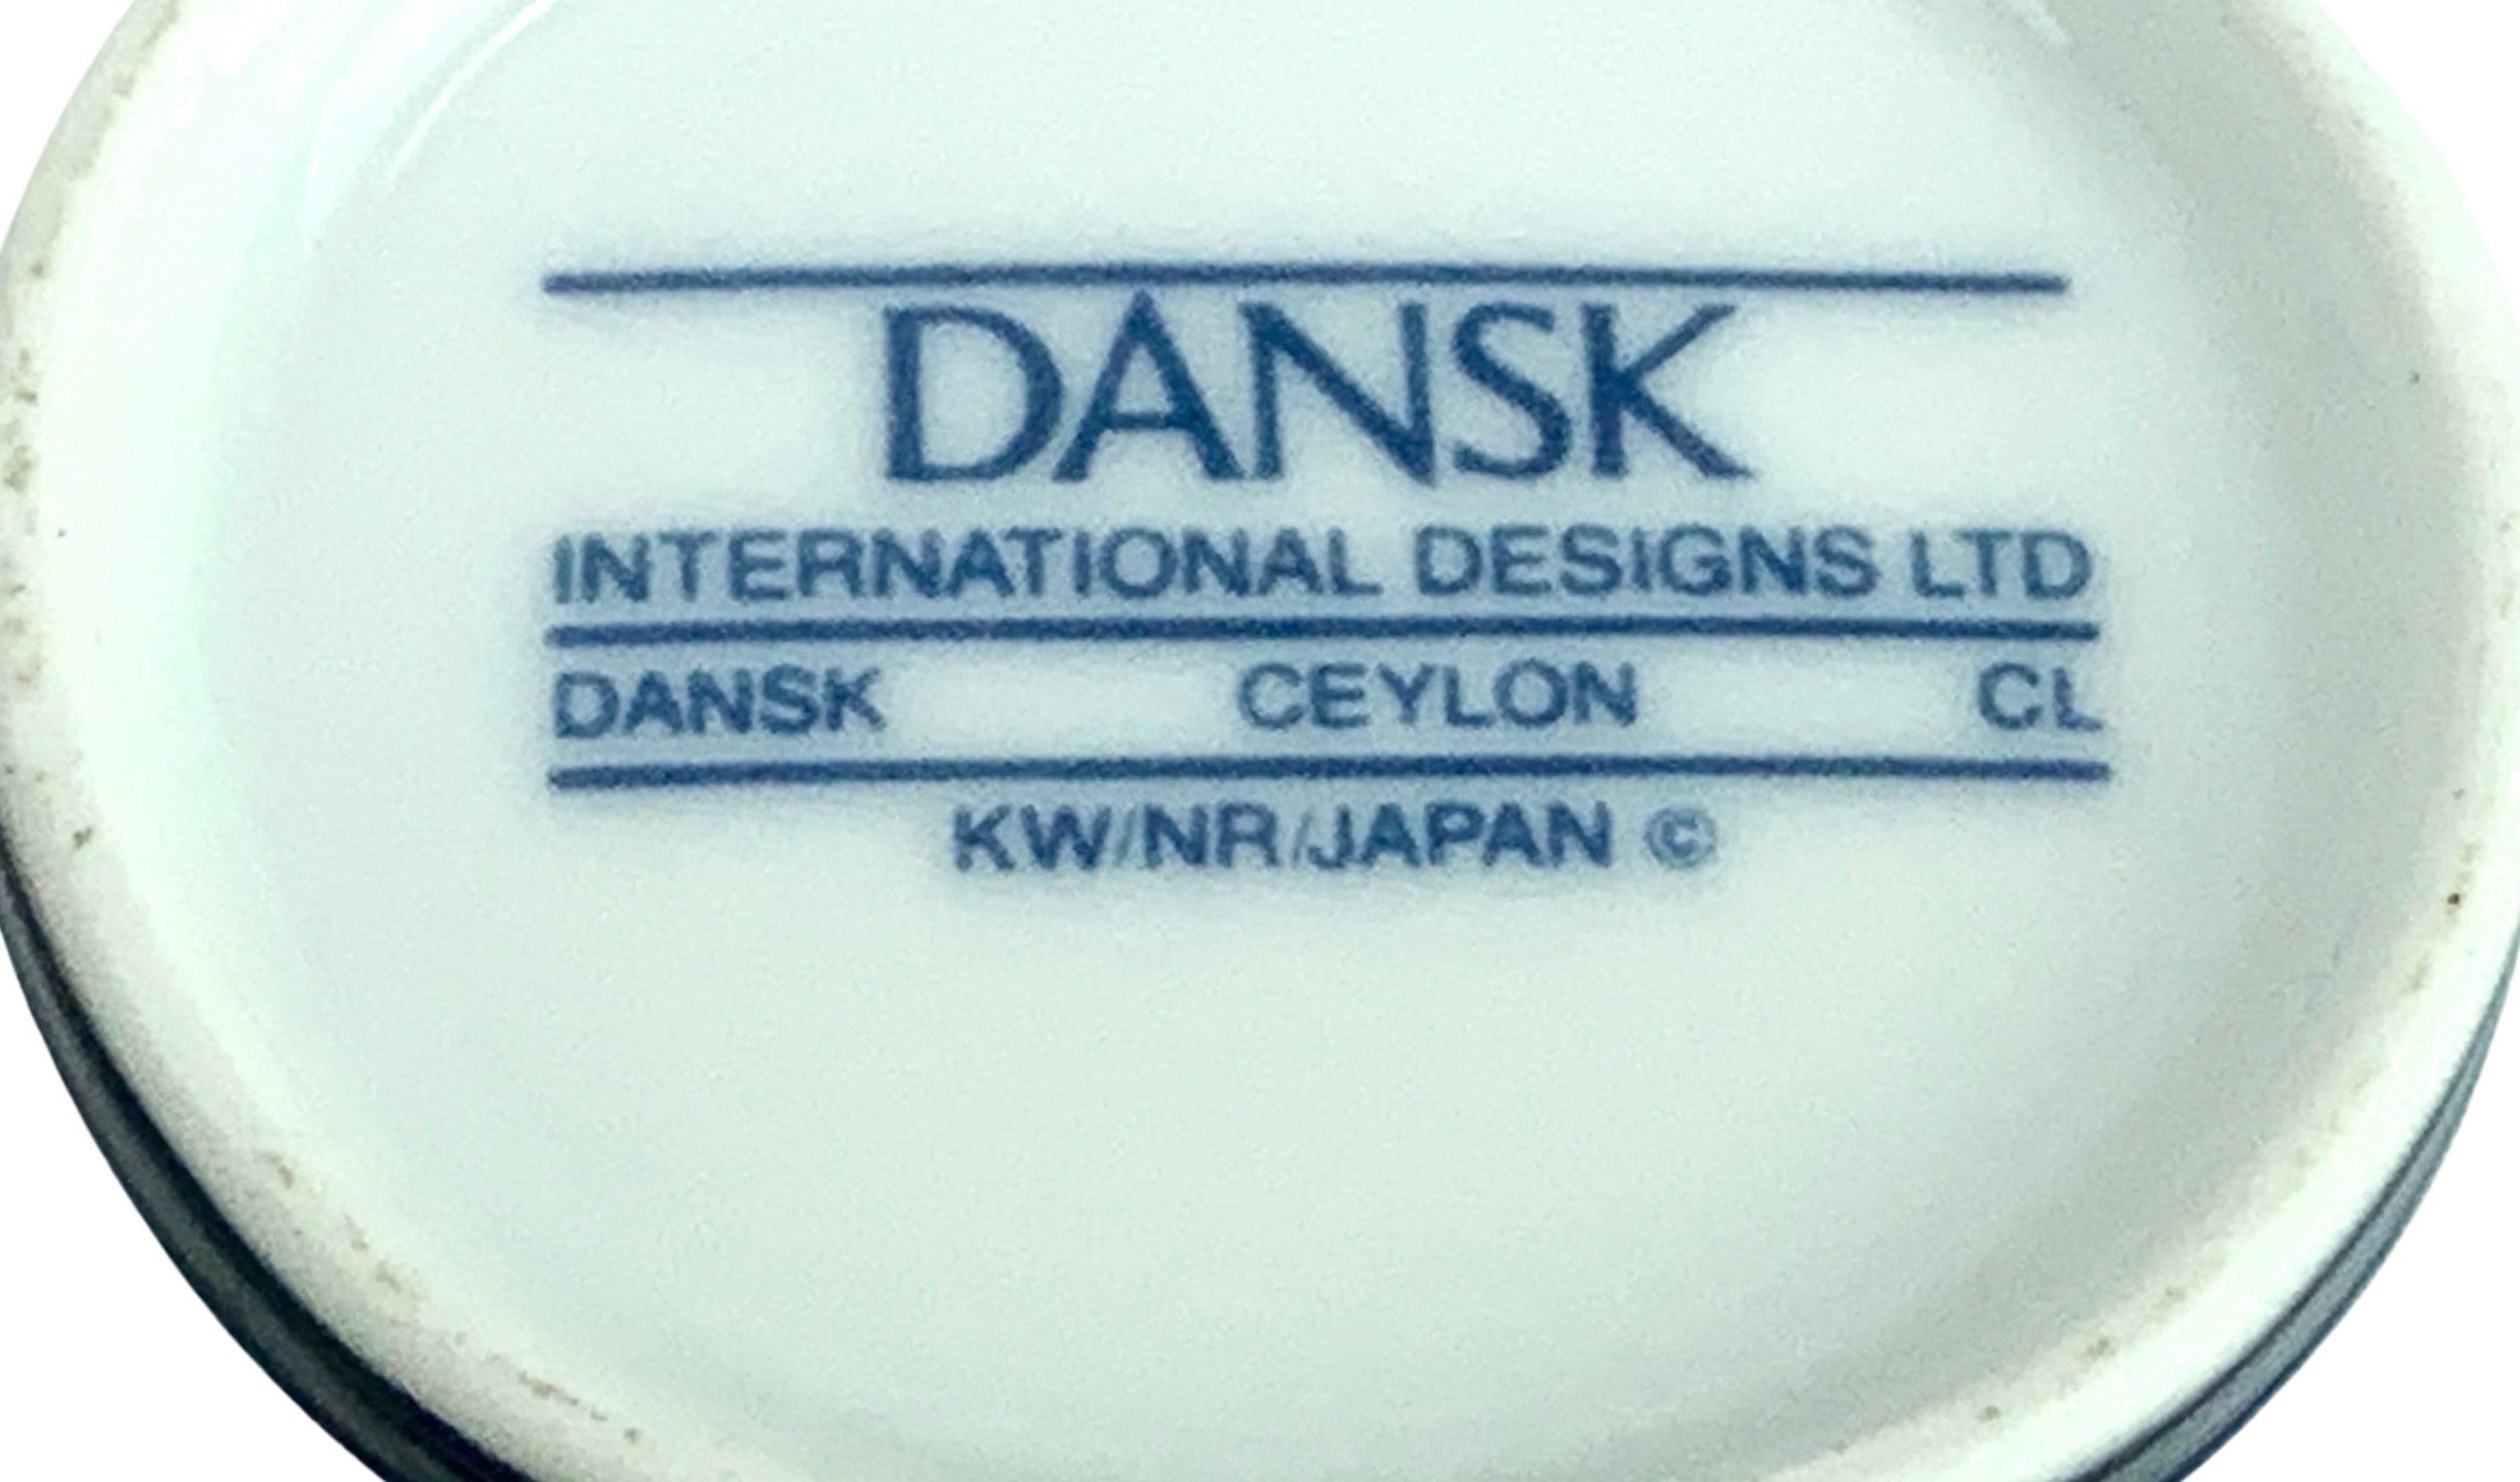 DANSK
INTERNATIONAL DESIGNS LTD
DANSK CEYLON CL
KW/NR/JAPAN ©